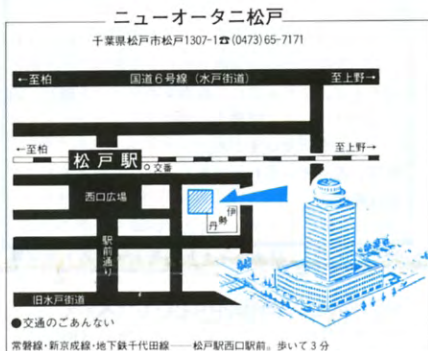 ニューオータニ松戸
千葉県松戸市松戸1307-1☎(0473)65-7171
←至柏
国道6号線(水戸街道)
至上野→
←至柏
至上野→
松戸駅
交番
西口広場
伊勢丹
駅前通り
旧水戸街道
●交通のごあんない
常磐線・新京成線・地下鉄千代田線――松戸駅西口駅前。歩いて3分